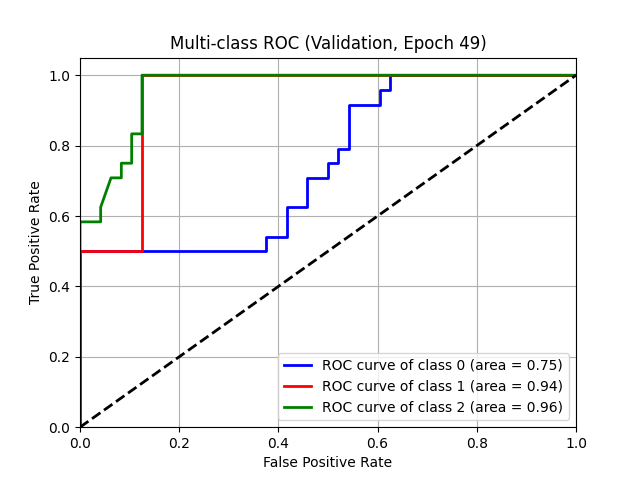 Multi-class ROC (Validation, Epoch 49)
True Positive Rate
1.0
0.8
0.6
0.4
0.2
0.0
ROC curve of class 0 (area = 0.75)
ROC curve of class 1 (area = 0.94)
ROC curve of class 2 (area = 0.96)
0.0 0.2 0.4 0.6 0.8 1.0
False Positive Rate